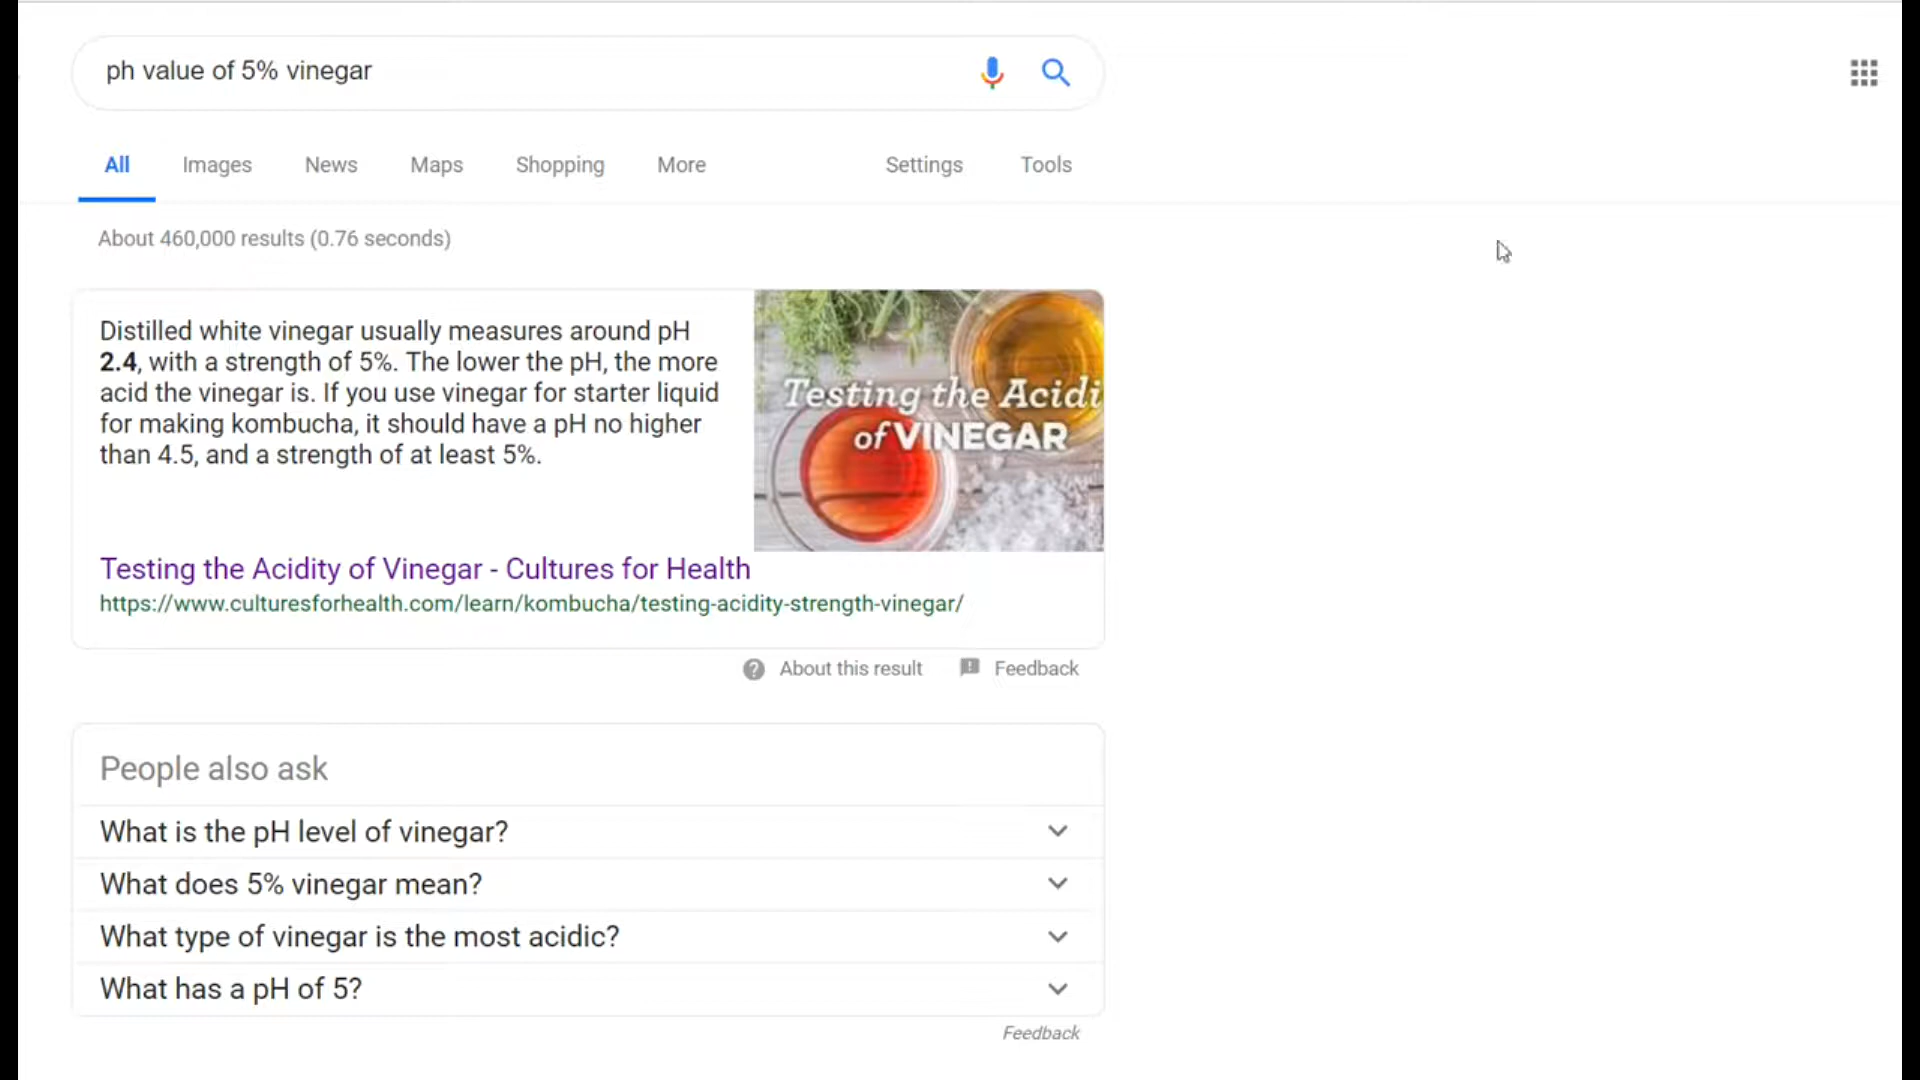 ph value of 5% vinegar
All Images News Maps Shopping More Settings Tools
About 460,000 results (0.76 seconds)
Distilled white vinegar usually measures around pH
2.4, with a strength of 5%. The lower the pH, the more
acid the vinegar is. If you use vinegar for starter liquid
for making kombucha, it should have a pH no higher
than 4.5, and a strength of at least 5%.
Testing the Acidi
of VINEGAR
Testing the Acidity of Vinegar - Cultures for Health
https://www.culturesforhealth.com/learn/kombucha/testing-acidity-strength-vinegar/
About this result Feedback
People also ask
What is the pH level of vinegar?
What does 5% vinegar mean?
What type of vinegar is the most acidic?
What has a pH of 5?
Feedback